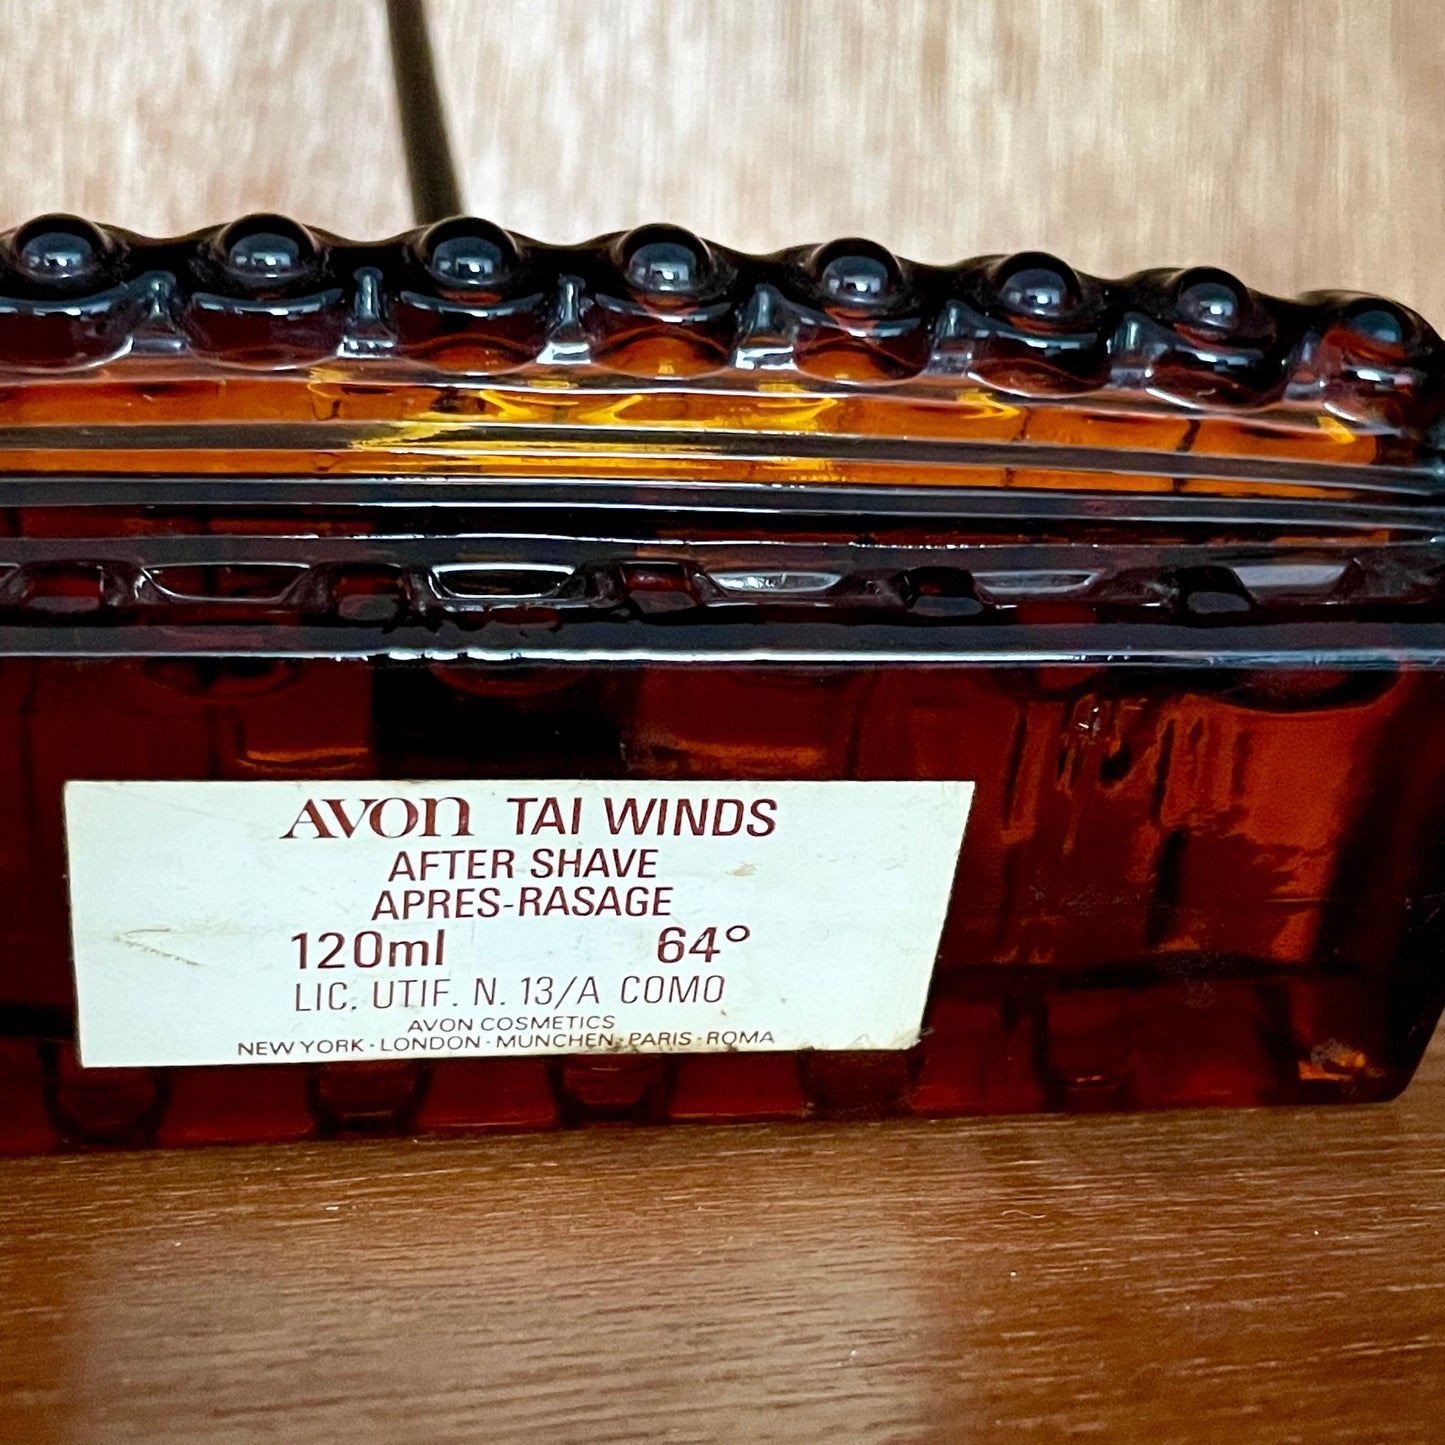 AVON TAI WINDS
AFTER SHAVE
APRES-RASAGE
120ml 64°
LIC. UTIF. N. 13/A COMO
AVON COSMETICS
NEW YORK · LONDON · MUNCHEN · PARIS · ROMA